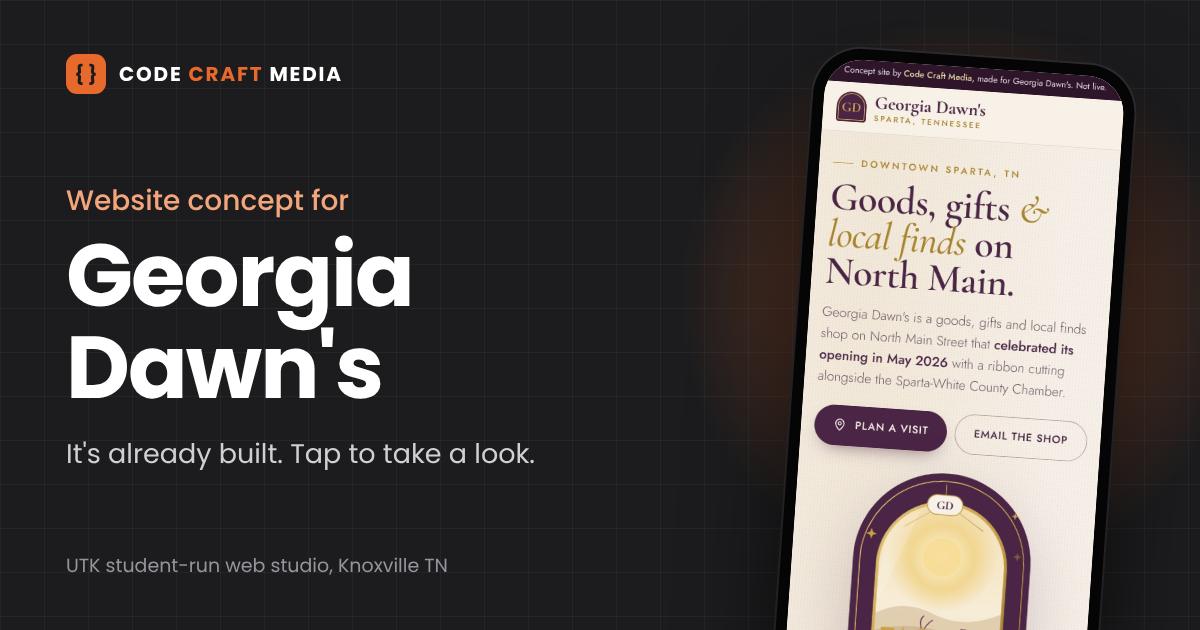 { }
CODE CRAFT MEDIA
Website concept for
Georgia
Dawn's
It's already built. Tap to take a look.
UTK student-run web studio, Knoxville TN
Concept site by Code Craft Media, made for Georgia Dawn's. Not live.
GD
Georgia Dawn's
SPARTA, TENNESSEE
DOWNTOWN SPARTA, TN
Goods, gifts &
local finds on
North Main.
Georgia Dawn's is a goods, gifts and local finds
shop on North Main Street that celebrated its
opening in May 2026 with a ribbon cutting
alongside the Sparta-White County Chamber.
PLAN A VISIT
EMAIL THE SHOP
GD